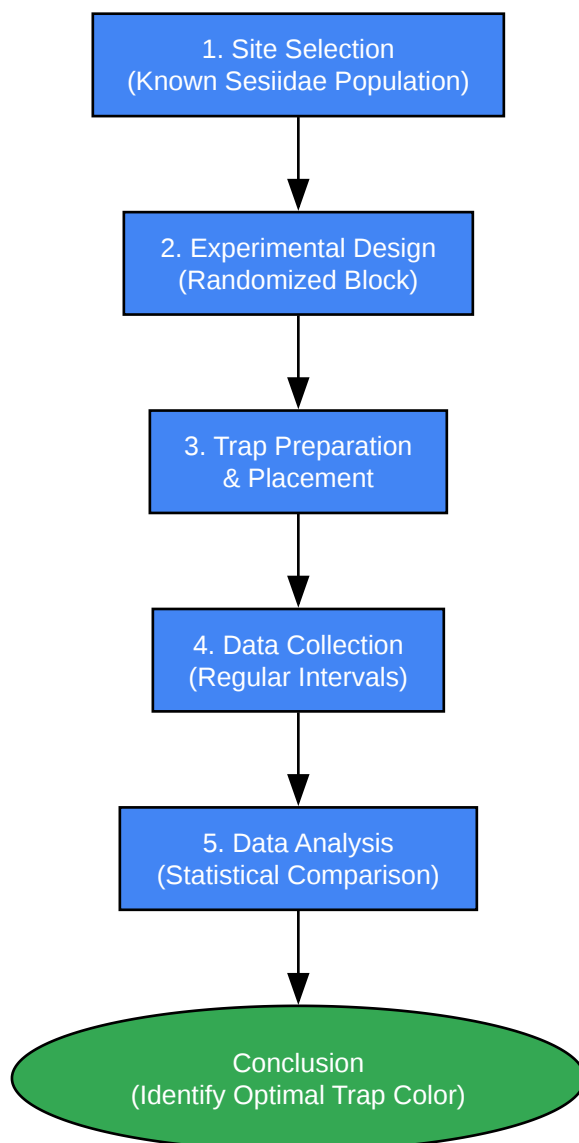 1. Site Selection
(Known Sesiidae Population)
2. Experimental Design
(Randomized Block)
3. Trap Preparation
& Placement
4. Data Collection
(Regular Intervals)
5. Data Analysis
(Statistical Comparison)
Conclusion
(Identify Optimal Trap Color)